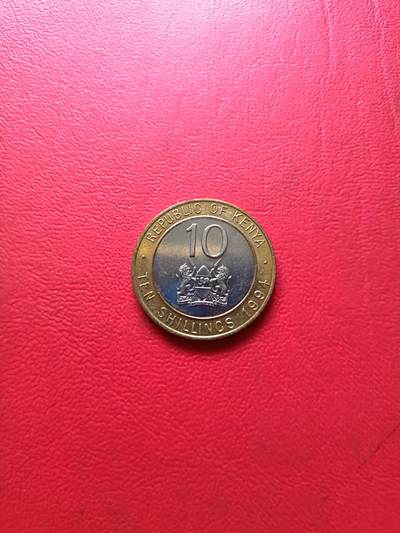 REPUBLIC OF KENYA
10
TEN SHILLINGS 1994